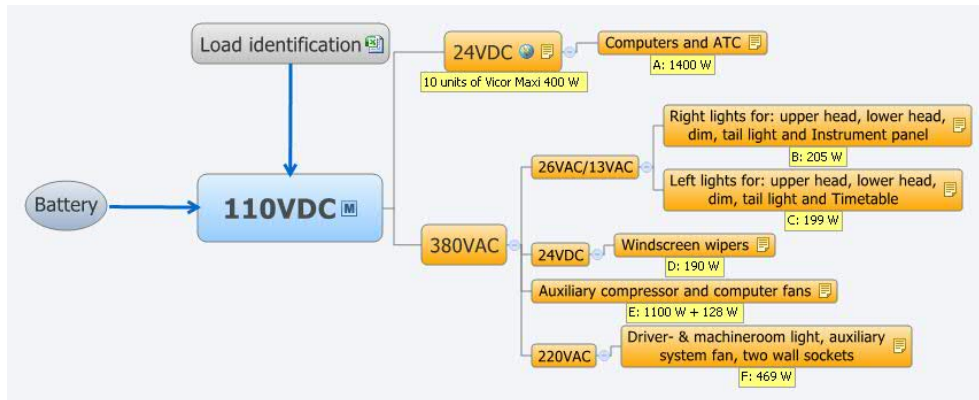 Load identification
24VDC
10 units of Vicor Maxi 400 W
Computers and ATC
A: 1400 W
Right lights for: upper head, lower head,
dim, tail light and Instrument panel
B: 205 W
26VAC/13VAC
Left lights for: upper head, lower head,
dim, tail light and Timetable
C: 199 W
Battery
110VDC M
380VAC
24VDC
Windscreen wipers
D: 190 W
Auxiliary compressor and computer fans
E: 1100 W + 128 W
220VAC
Driver- & machineroom light, auxiliary
system fan, two wall sockets
F: 469 W